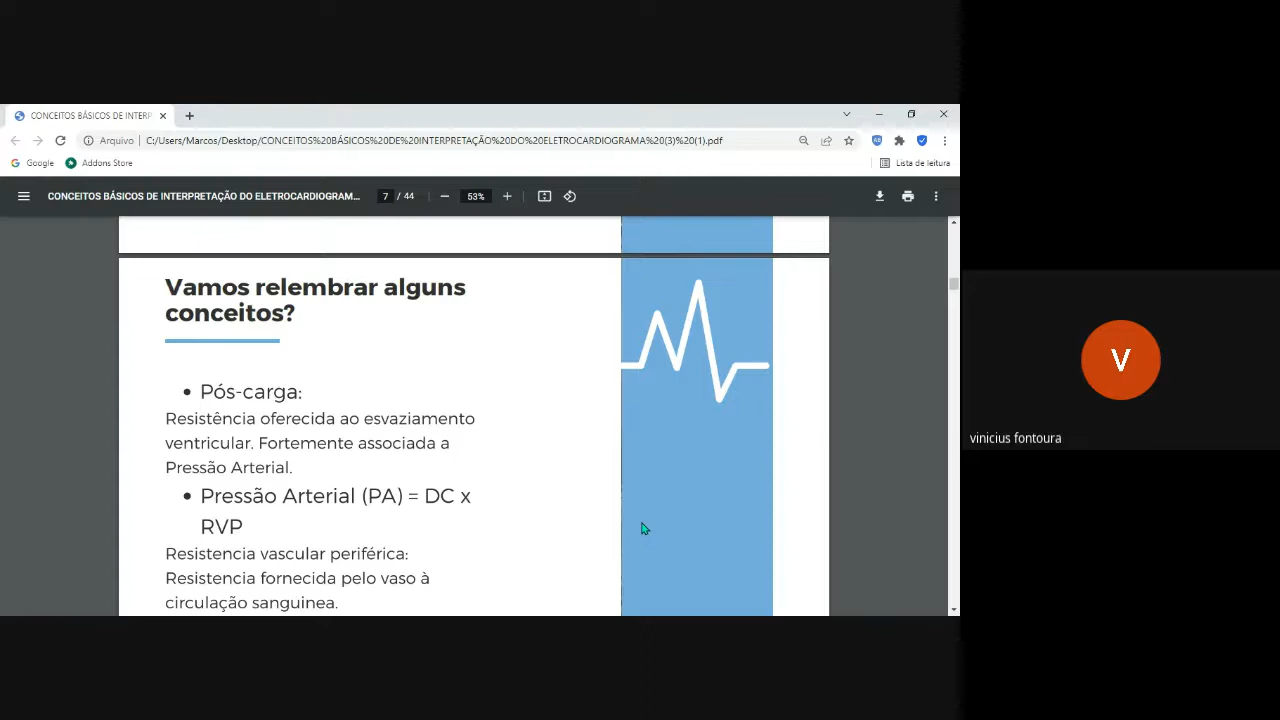 CONCEITOS BÁSICOS DE INTERP
Arquivo
C:/Users/Marcos/Desktop/CONCEITOS%20BÁSICOS%20DE%20INTERPRETAÇÃO%20DO%20ELETROCARDIOGRAMA%20(3)%20(1).pdf
Google
Addons Store
Lista de leitura
CONCEITOS BÁSICOS DE INTERPRETAÇÃO DO ELETROCARDIOGRAM...
7 / 44
53%
Vamos relembrar alguns
conceitos?
• Pós-carga:
Resistência oferecida ao esvaziamento
ventricular. Fortemente associada a
Pressão Arterial.
• Pressão Arterial (PA) = DC x
RVP
Resistencia vascular periférica:
Resistencia fornecida pelo vaso à
circulação sanguinea.
V
vinicius fontoura